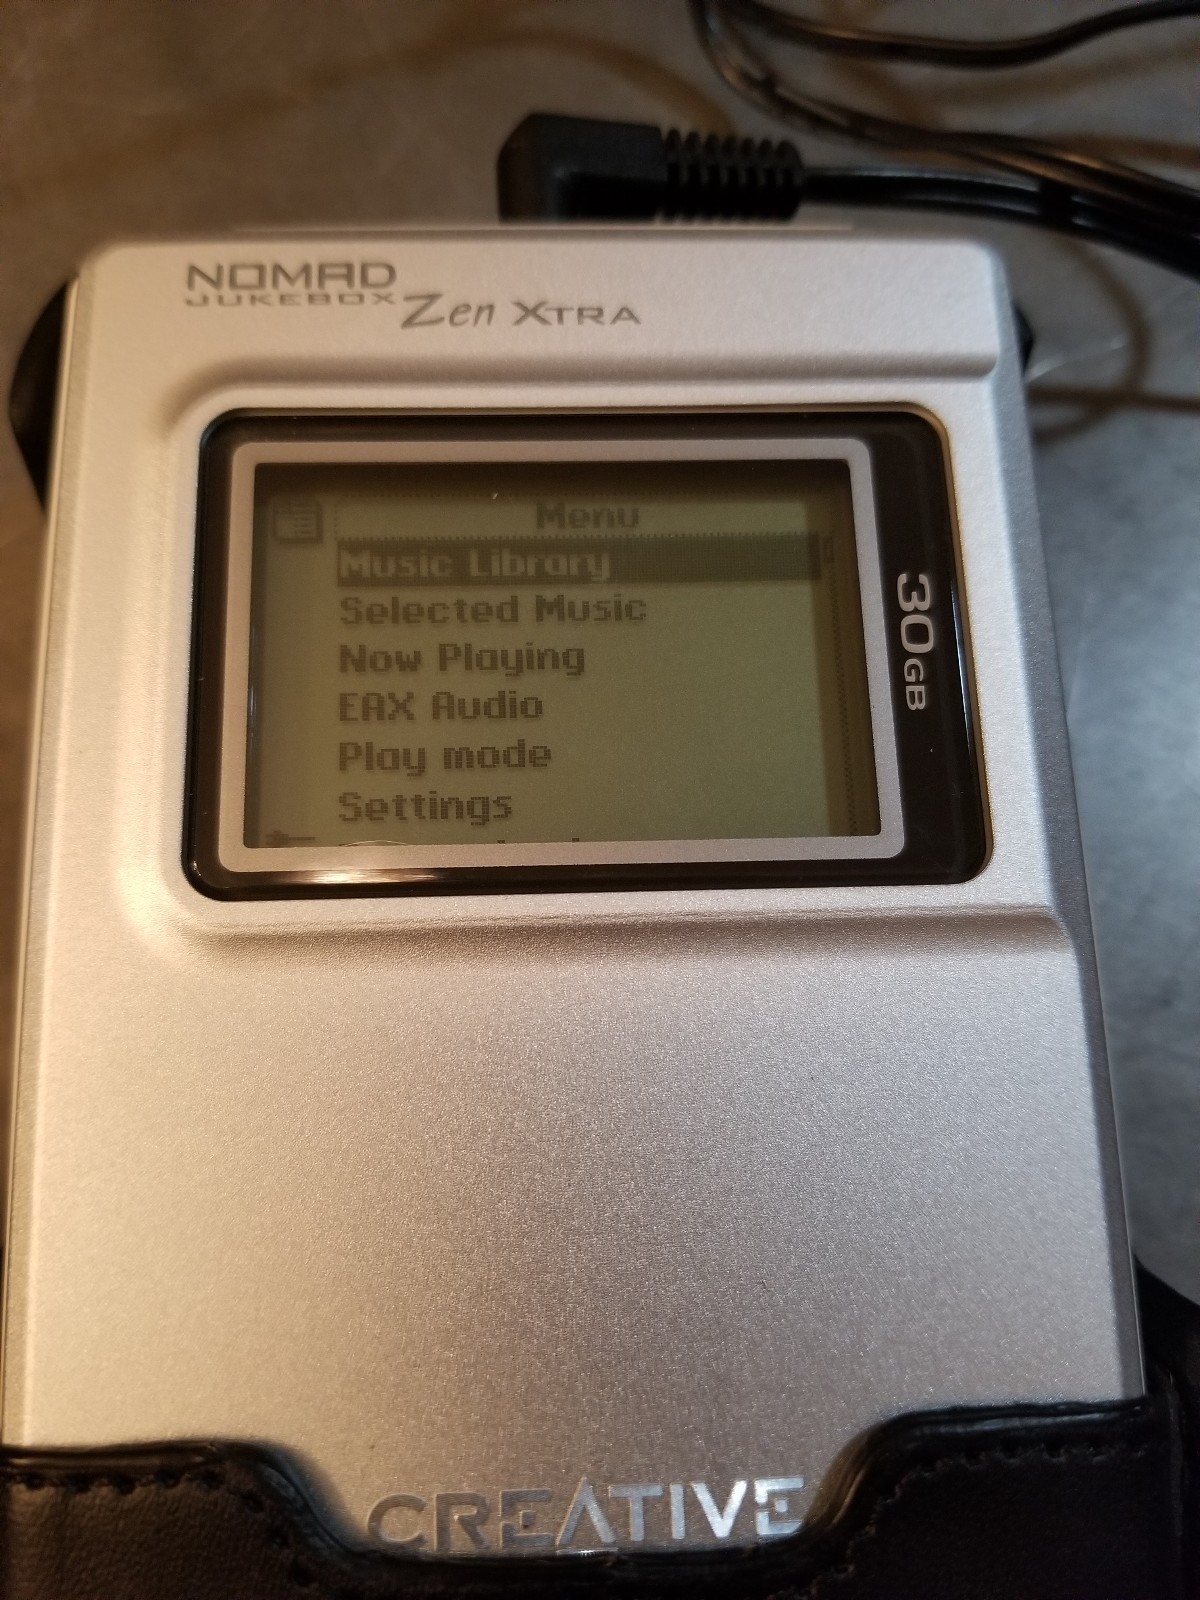 NOMAD
JUKEBOX Zen XTRA
Menu
Music Library
Selected Music
Now Playing
EAX Audio
Play mode
Settings
30GB
CREATIVE